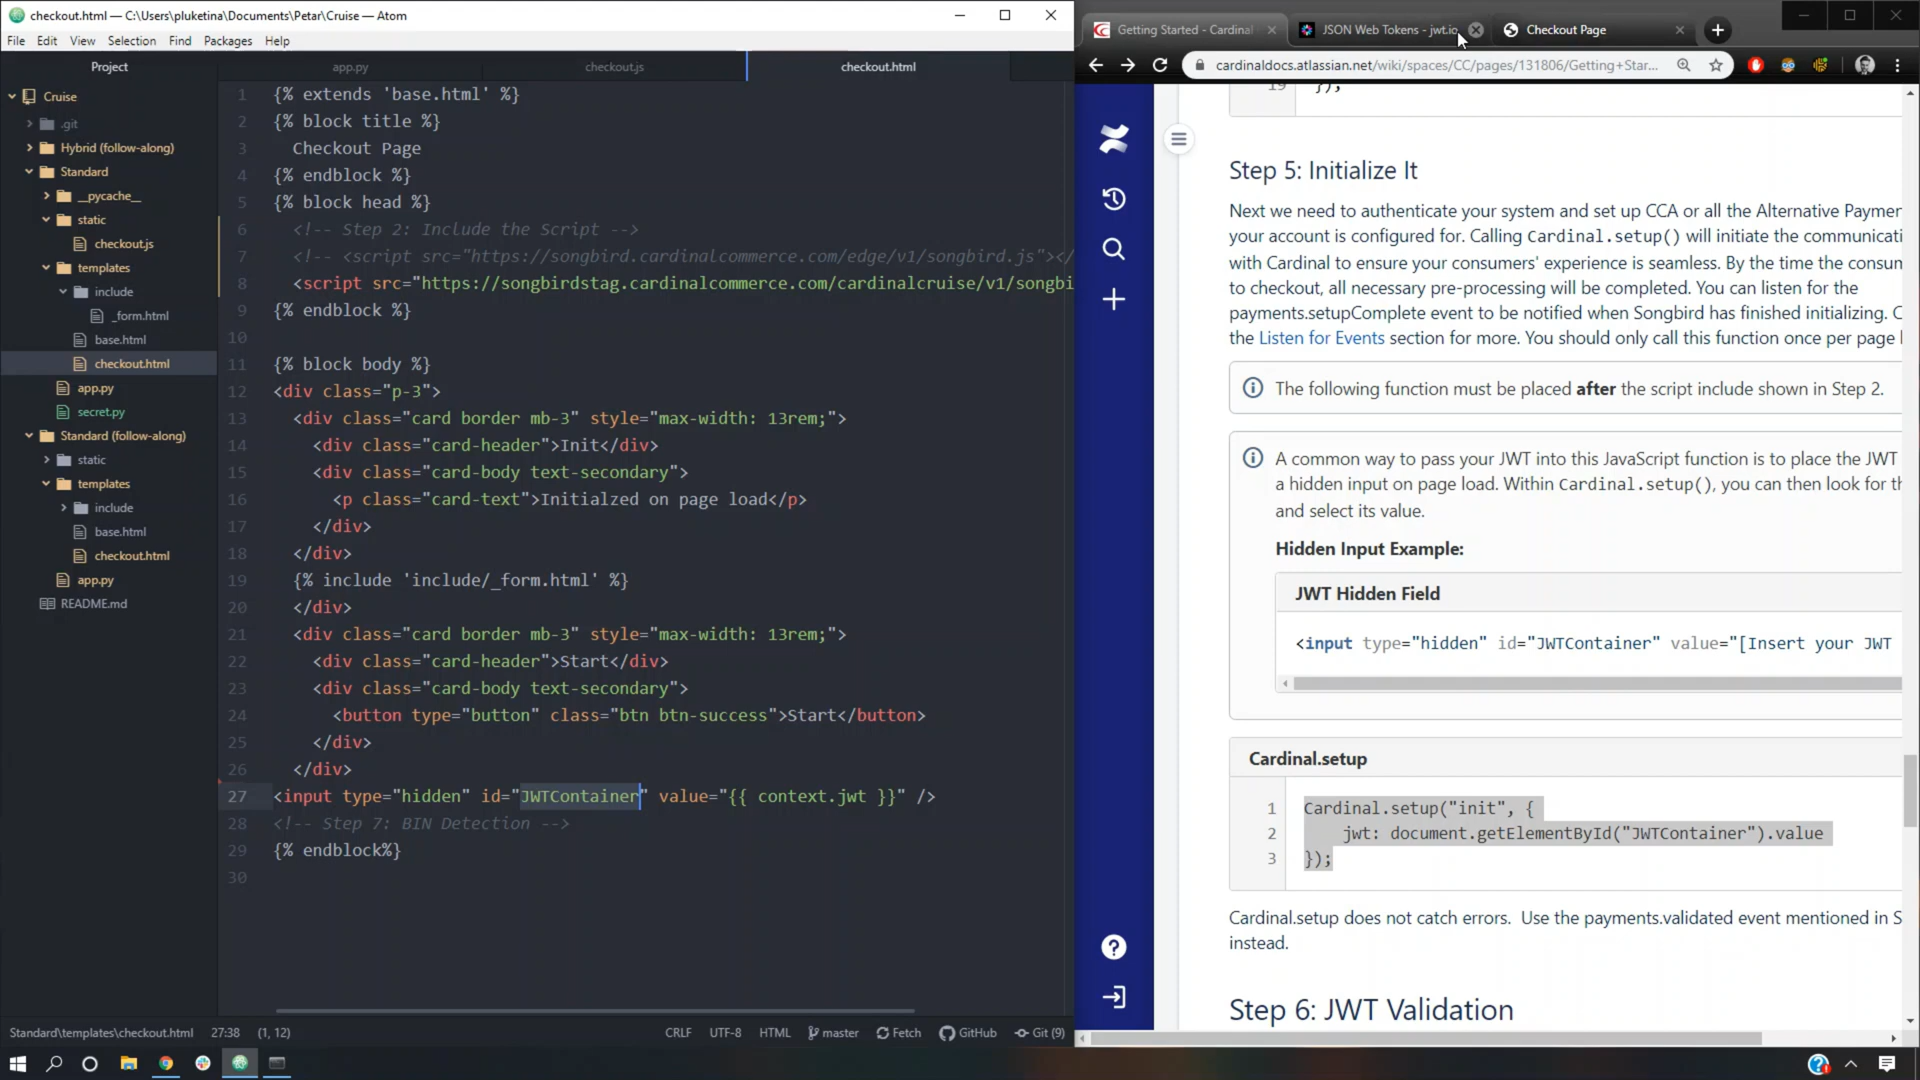 checkout.html — C:\Users\pluketina\Documents\Petar\Cruise — Atom
File Edit View Selection Find Packages Help
Project
Cruise
.git
Hybrid (follow-along)
Standard
__pycache__
static
checkout.js
templates
include
_form.html
base.html
checkout.html
app.py
secret.py
Standard (follow-along)
static
templates
include
base.html
checkout.html
app.py
README.md
app.py checkout.js checkout.html
1 {% extends 'base.html' %}
2 {% block title %}
3 Checkout Page
4 {% endblock %}
5 {% block head %}
6 <!-- Step 2: Include the Script -->
7 <!-- <script src="https://songbird.cardinalcommerce.com/edge/v1/songbird.js"></
8 <script src="https://songbirdstag.cardinalcommerce.com/cardinalcruise/v1/songbi
9 {% endblock %}
10
11 {% block body %}
12 <div class="p-3">
13 <div class="card border mb-3" style="max-width: 13rem;">
14 <div class="card-header">Init</div>
15 <div class="card-body text-secondary">
16 <p class="card-text">Initialzed on page load</p>
17 </div>
18 </div>
19 {% include 'include/_form.html' %}
20 </div>
21 <div class="card border mb-3" style="max-width: 13rem;">
22 <div class="card-header">Start</div>
23 <div class="card-body text-secondary">
24 <button type="button" class="btn btn-success">Start</button>
25 </div>
26 </div>
27 <input type="hidden" id="JWTContainer" value="{{ context.jwt }}" />
28 <!-- Step 7: BIN Detection -->
29 {% endblock%}
30
Standard\templates\checkout.html 27:38 (1, 12) CRLF UTF-8 HTML master Fetch GitHub Git (9)
Getting Started - Cardinal JSON Web Tokens - jwt.io Checkout Page
cardinaldocs.atlassian.net/wiki/spaces/CC/pages/131806/Getting+Star...
19 });
Step 5: Initialize It
Next we need to authenticate your system and set up CCA or all the Alternative Paymen
your account is configured for. Calling Cardinal.setup() will initiate the communicati
with Cardinal to ensure your consumers' experience is seamless. By the time the consum
to checkout, all necessary pre-processing will be completed. You can listen for the
payments.setupComplete event to be notified when Songbird has finished initializing. C
the Listen for Events section for more. You should only call this function once per page l
The following function must be placed after the script include shown in Step 2.
A common way to pass your JWT into this JavaScript function is to place the JWT
a hidden input on page load. Within Cardinal.setup(), you can then look for th
and select its value.
Hidden Input Example:
JWT Hidden Field
<input type="hidden" id="JWTContainer" value="[Insert your JWT
Cardinal.setup
1 Cardinal.setup("init", {
2 jwt: document.getElementById("JWTContainer").value
3 });
Cardinal.setup does not catch errors. Use the payments.validated event mentioned in S
instead.
Step 6: JWT Validation